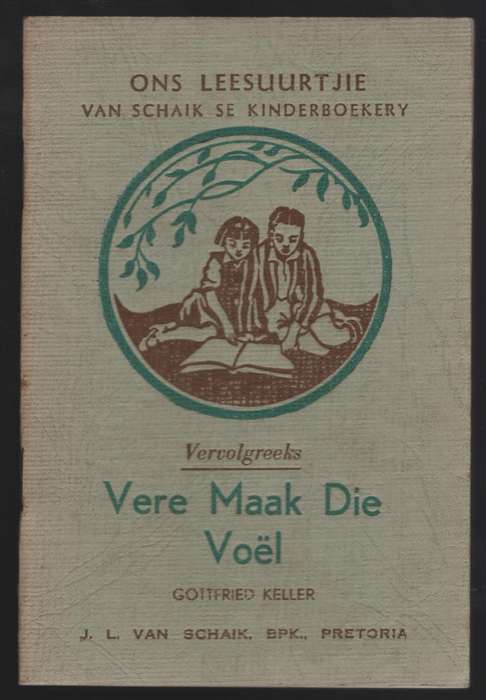 ONS LEESUURTJIE
VAN SCHAIK SE KINDERBOEKERY
Vervolgreeks
Vere Maak Die
Voël
GOTTFRIED KELLER
J. L. VAN SCHAIK, BPK., PRETORIA